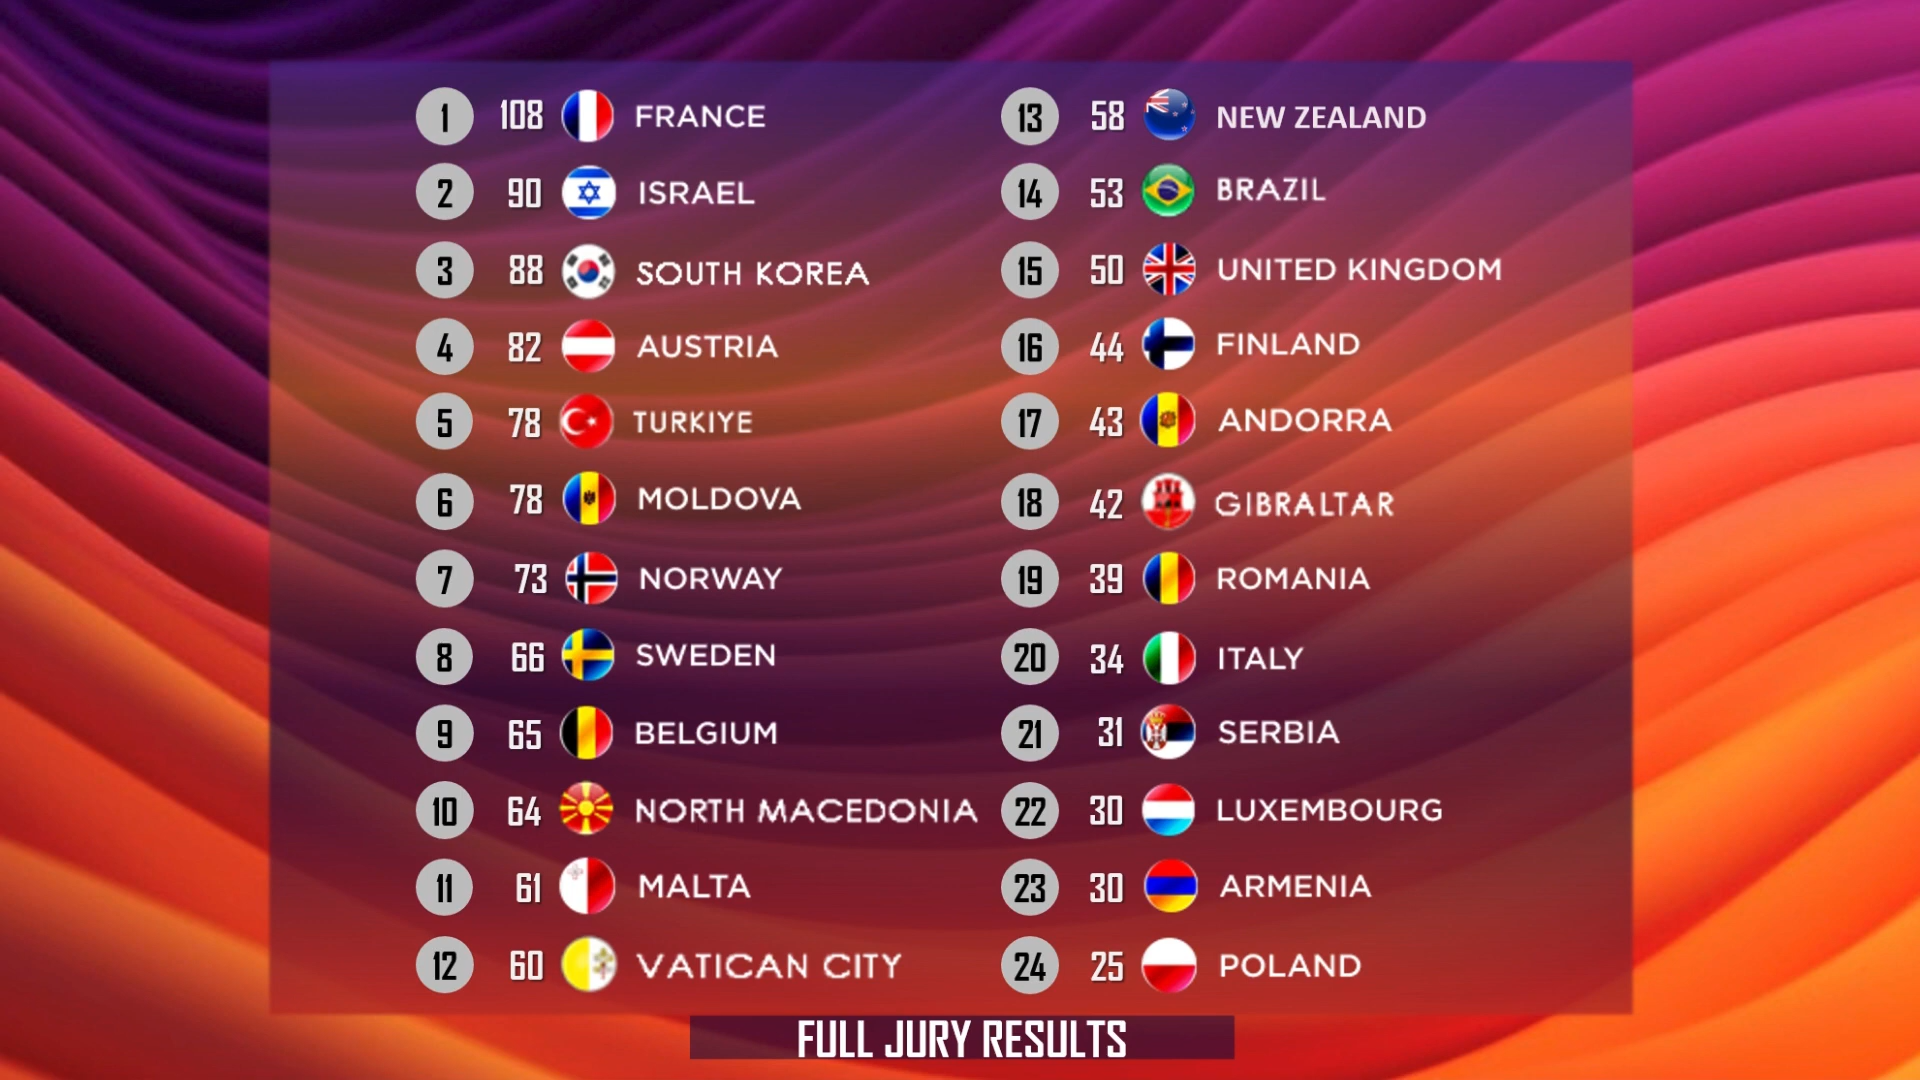 1 108 FRANCE
2 90 ISRAEL
3 88 SOUTH KOREA
4 82 AUSTRIA
5 78 TURKIYE
6 78 MOLDOVA
7 73 NORWAY
8 66 SWEDEN
9 65 BELGIUM
10 64 NORTH MACEDONIA
11 61 MALTA
12 60 VATICAN CITY
13 58 NEW ZEALAND
14 53 BRAZIL
15 50 UNITED KINGDOM
16 44 FINLAND
17 43 ANDORRA
18 42 GIBRALTAR
19 39 ROMANIA
20 34 ITALY
21 31 SERBIA
22 30 LUXEMBOURG
23 30 ARMENIA
24 25 POLAND
FULL JURY RESULTS